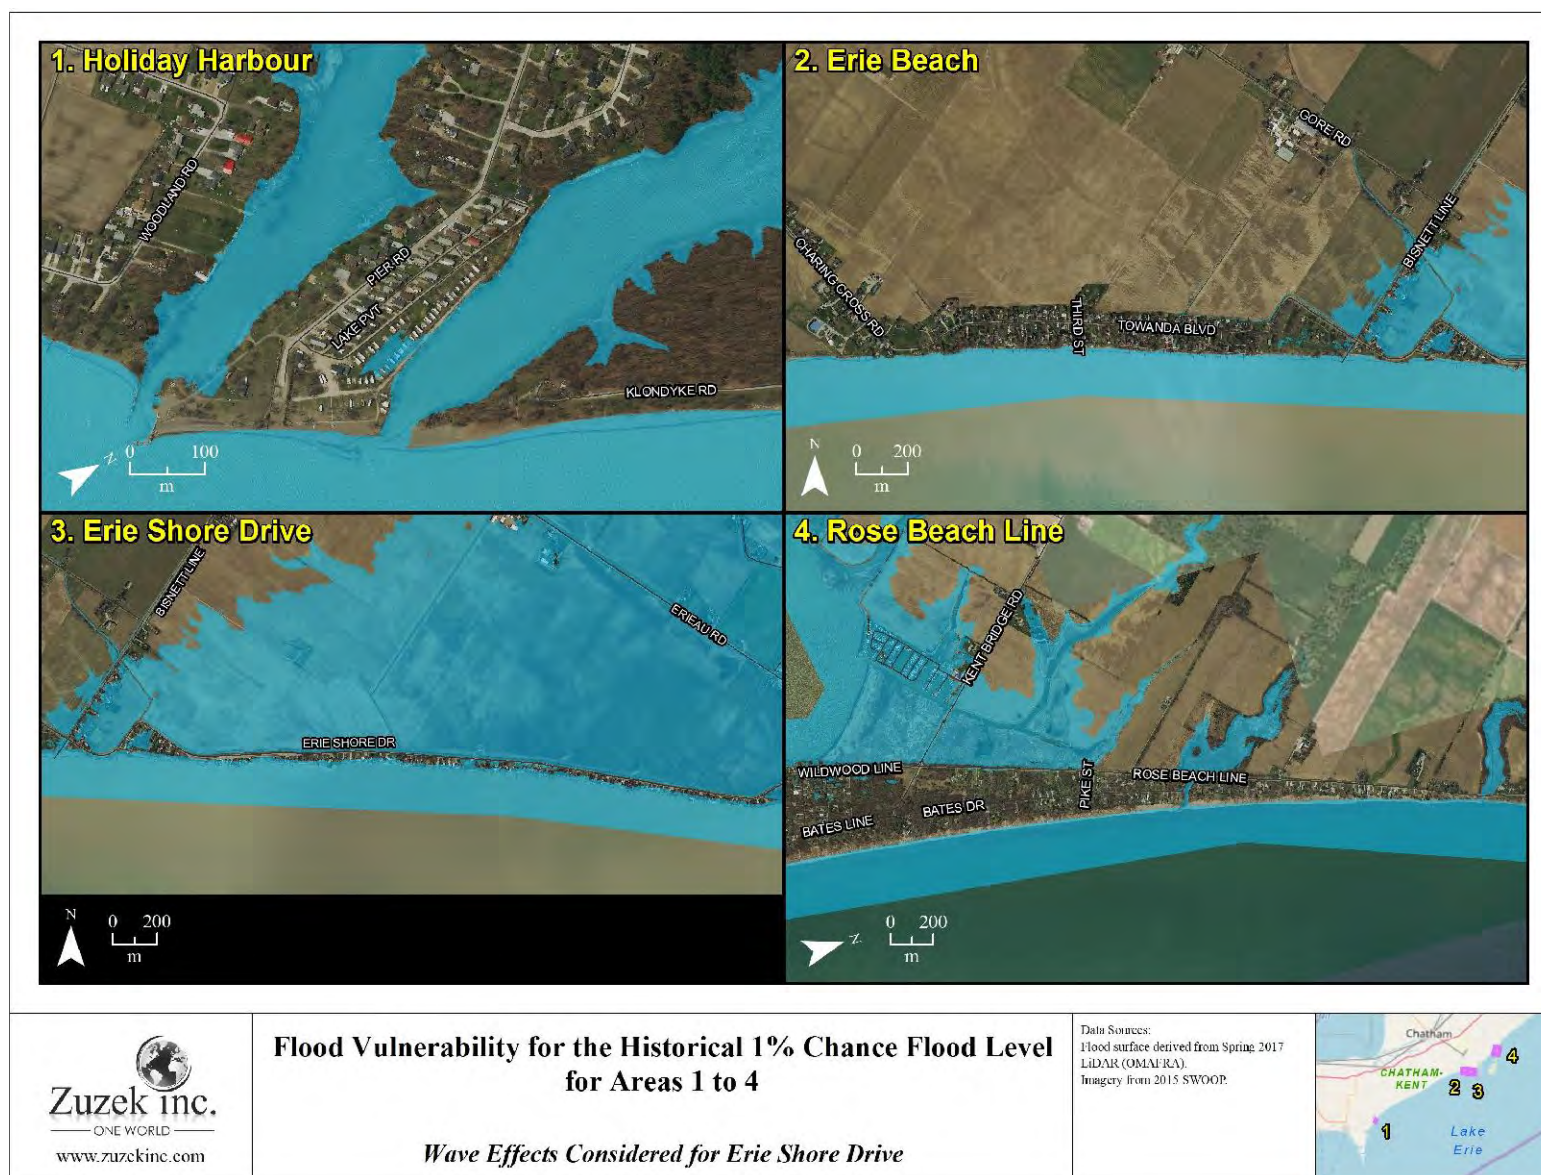 1. Holiday Harbour
WOODLAND RD
PIER RD
LAKE PVT
KLONDYKE RD
N
0 100
m
2. Erie Beach
GORE RD
BISNETT LINE
CHARING CROSS RD
THIRD ST
TOWANDA BLVD
N
0 200
m
3. Erie Shore Drive
BISNETT LINE
ERIEAU RD
ERIE SHORE DR
N
0 200
m
4. Rose Beach Line
KENT BRIDGE RD
WILDWOOD LINE
PIKE ST
ROSE BEACH LINE
BATES DR
BATES LINE
N
0 200
m
Zuzek inc.
ONE WORLD
www.zuzekinc.com
Flood Vulnerability for the Historical 1% Chance Flood Level
for Areas 1 to 4
Wave Effects Considered for Erie Shore Drive
Data Sources:
Flood surface derived from Spring 2017
LiDAR (OMAFRA).
Imagery from 2015 SWOOP.
Chatham
CHATHAM-
KENT
4
2 3
1
Lake
Erie